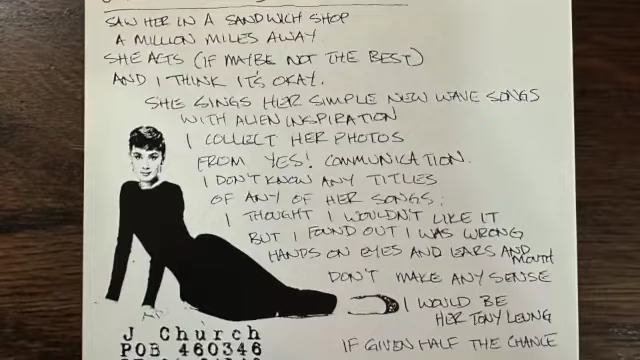 SAW HER IN A SANDWICH SHOP
A MILLION MILES AWAY
SHE ACTS (IF MAYBE NOT THE BEST)
AND I THINK IT'S OKAY.
SHE SINGS HER SIMPLE NEW WAVE SONGS
WITH ALIEN INSPIRATION
I COLLECT HER PHOTOS
FROM YES! COMMUNICATION.
I DON'T KNOW ANY TITLES
OF ANY OF HER SONGS.
I THOUGHT I WOULDN'T LIKE IT
BUT I FOUND OUT I WAS WRONG
HANDS ON EYES AND EARS AND MOUTH
DON'T MAKE ANY SENSE
I WOULD BE
HER TONY LEUNG
IF GIVEN HALF THE CHANCE
J Church
POB 460346